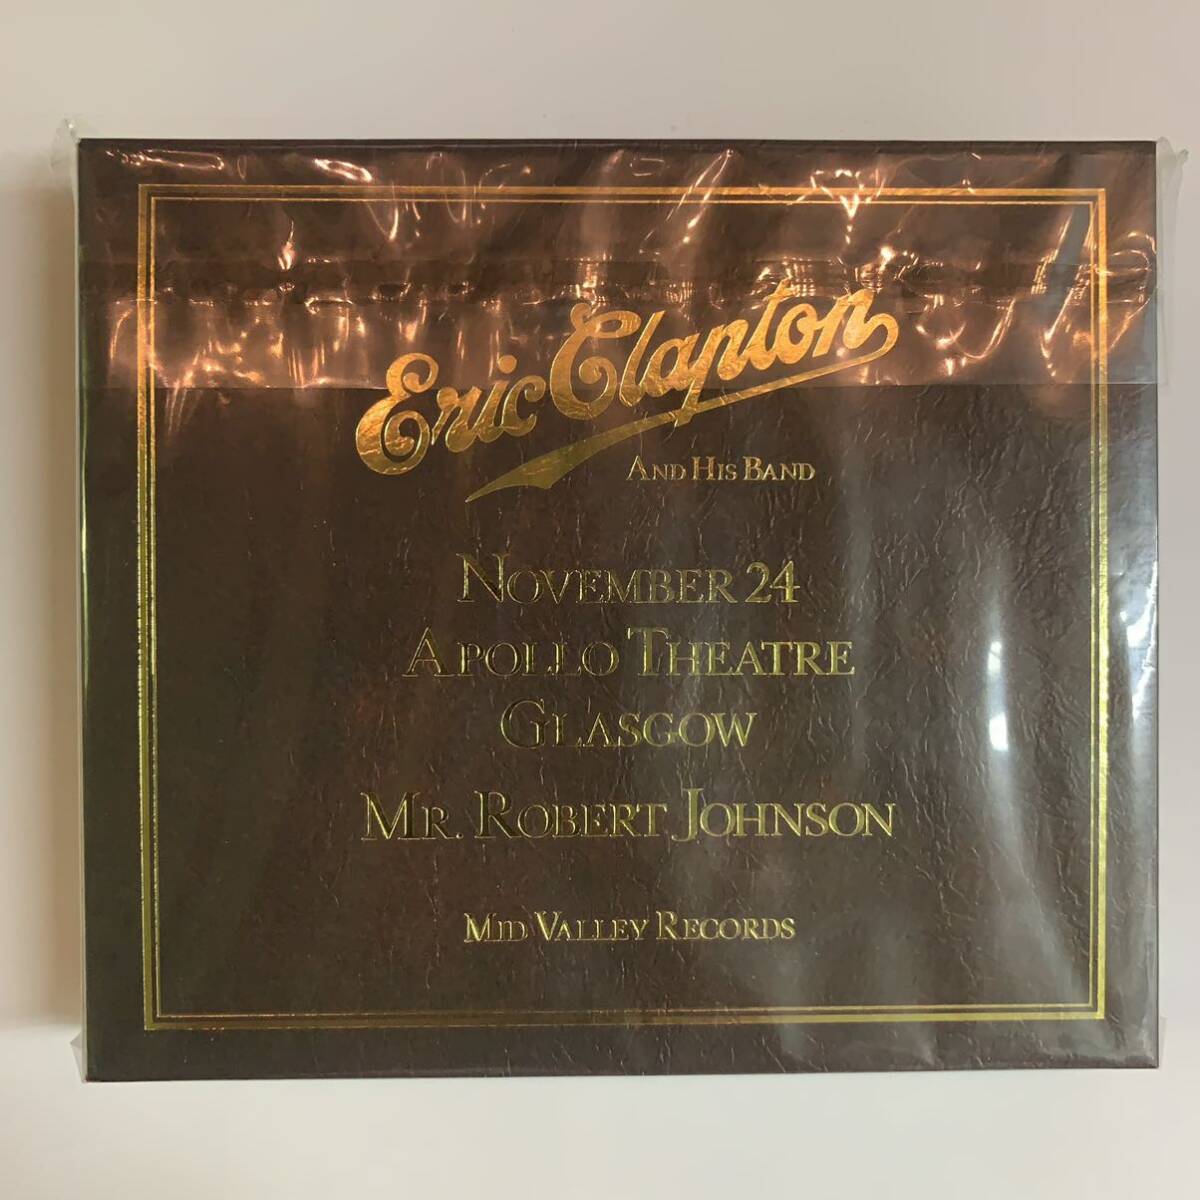 Eric Clapton
AND HIS BAND
NOVEMBER 24
APOLLO THEATRE
GLASGOW
MR. ROBERT JOHNSON
MID VALLEY RECORDS